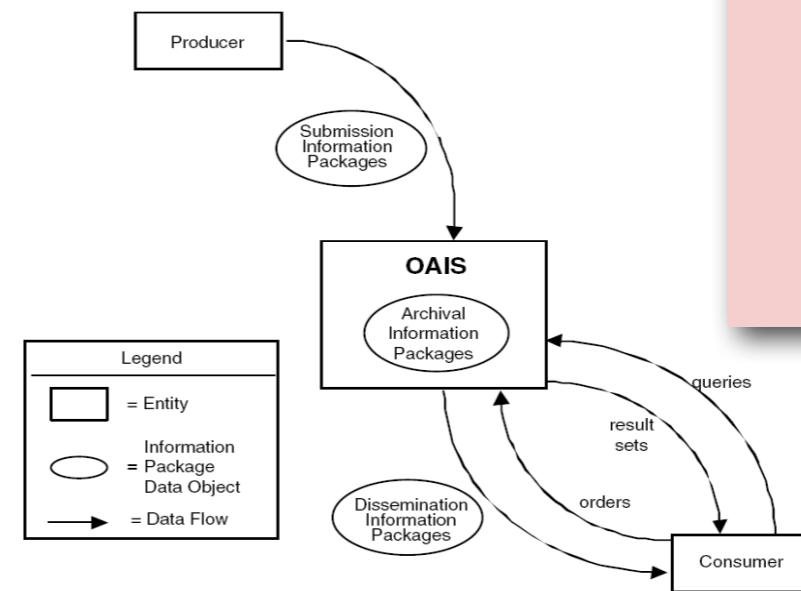 Producer
Submission
Information
Packages
OAIS
Archival
Information
Packages
Legend
= Entity
Information
= Package
Data Object
= Data Flow
queries
result
sets
orders
Dissemination
Information
Packages
Consumer